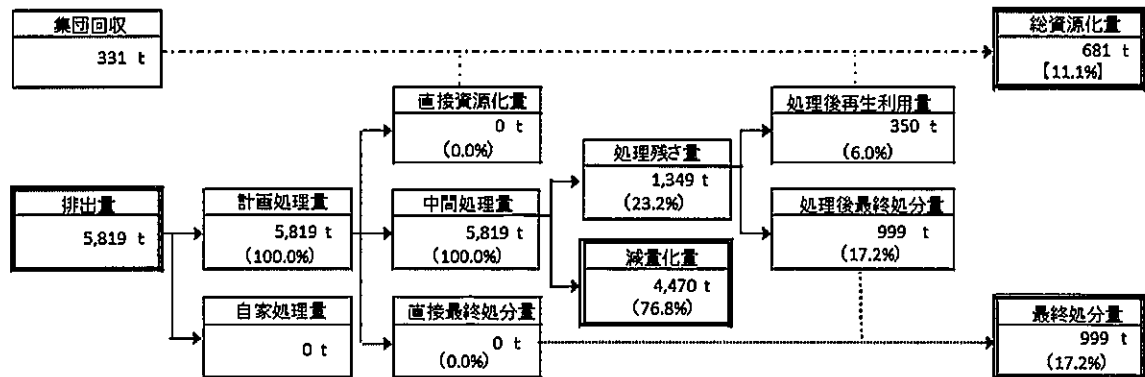 集団回収
331 t
総資源化量
681 t
【11.1%】
直接資源化量
0 t
(0.0%)
処理後再生利用量
350 t
(6.0%)
処理残さ量
1,349 t
(23.2%)
排出量
5,819 t
計画処理量
5,819 t
(100.0%)
中間処理量
5,819 t
(100.0%)
処理後最終処分量
999 t
(17.2%)
減量化量
4,470 t
(76.8%)
自家処理量
0 t
直接最終処分量
0 t
(0.0%)
最終処分量
999 t
(17.2%)